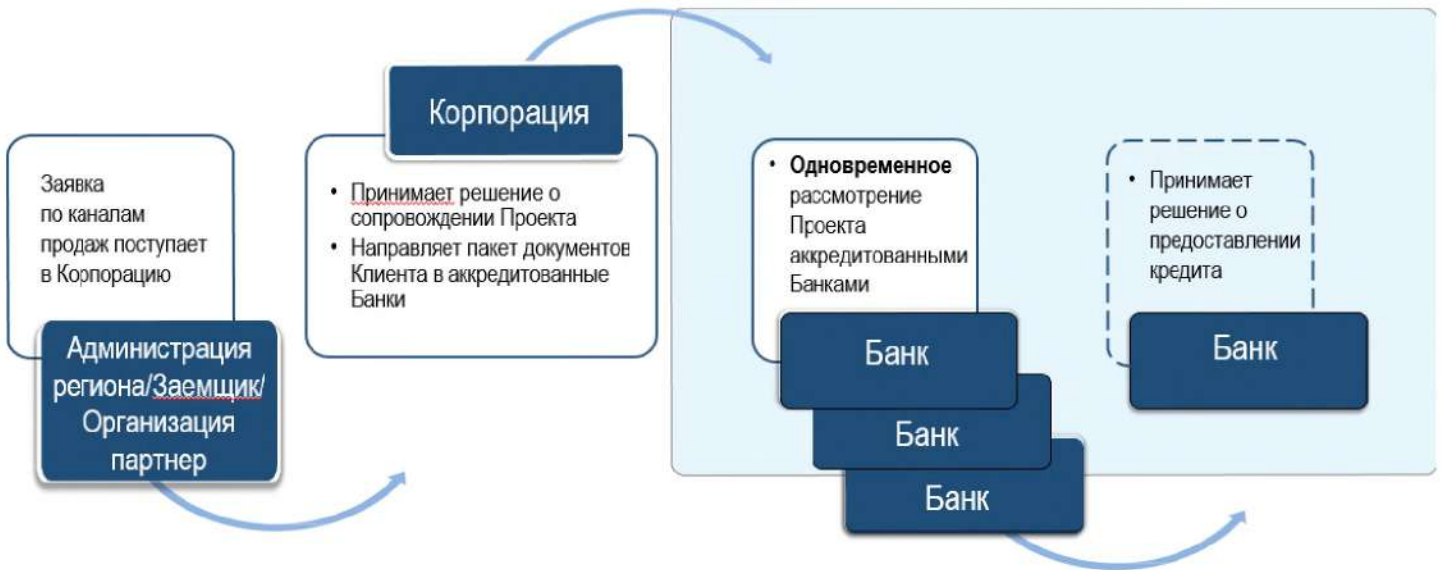 Заявка
по каналам
продаж поступает
в Корпорацию
Администрация
региона/Заемщик/
Организация
партнер
Корпорация
• Принимает решение о
сопровождении Проекта
• Направляет пакет документов
Клиента в аккредитованные
Банки
• Одновременное
рассмотрение
Проекта
аккредитованными
Банками
Банк
Банк
Банк
• Принимает
решение о
предоставлении
кредита
Банк